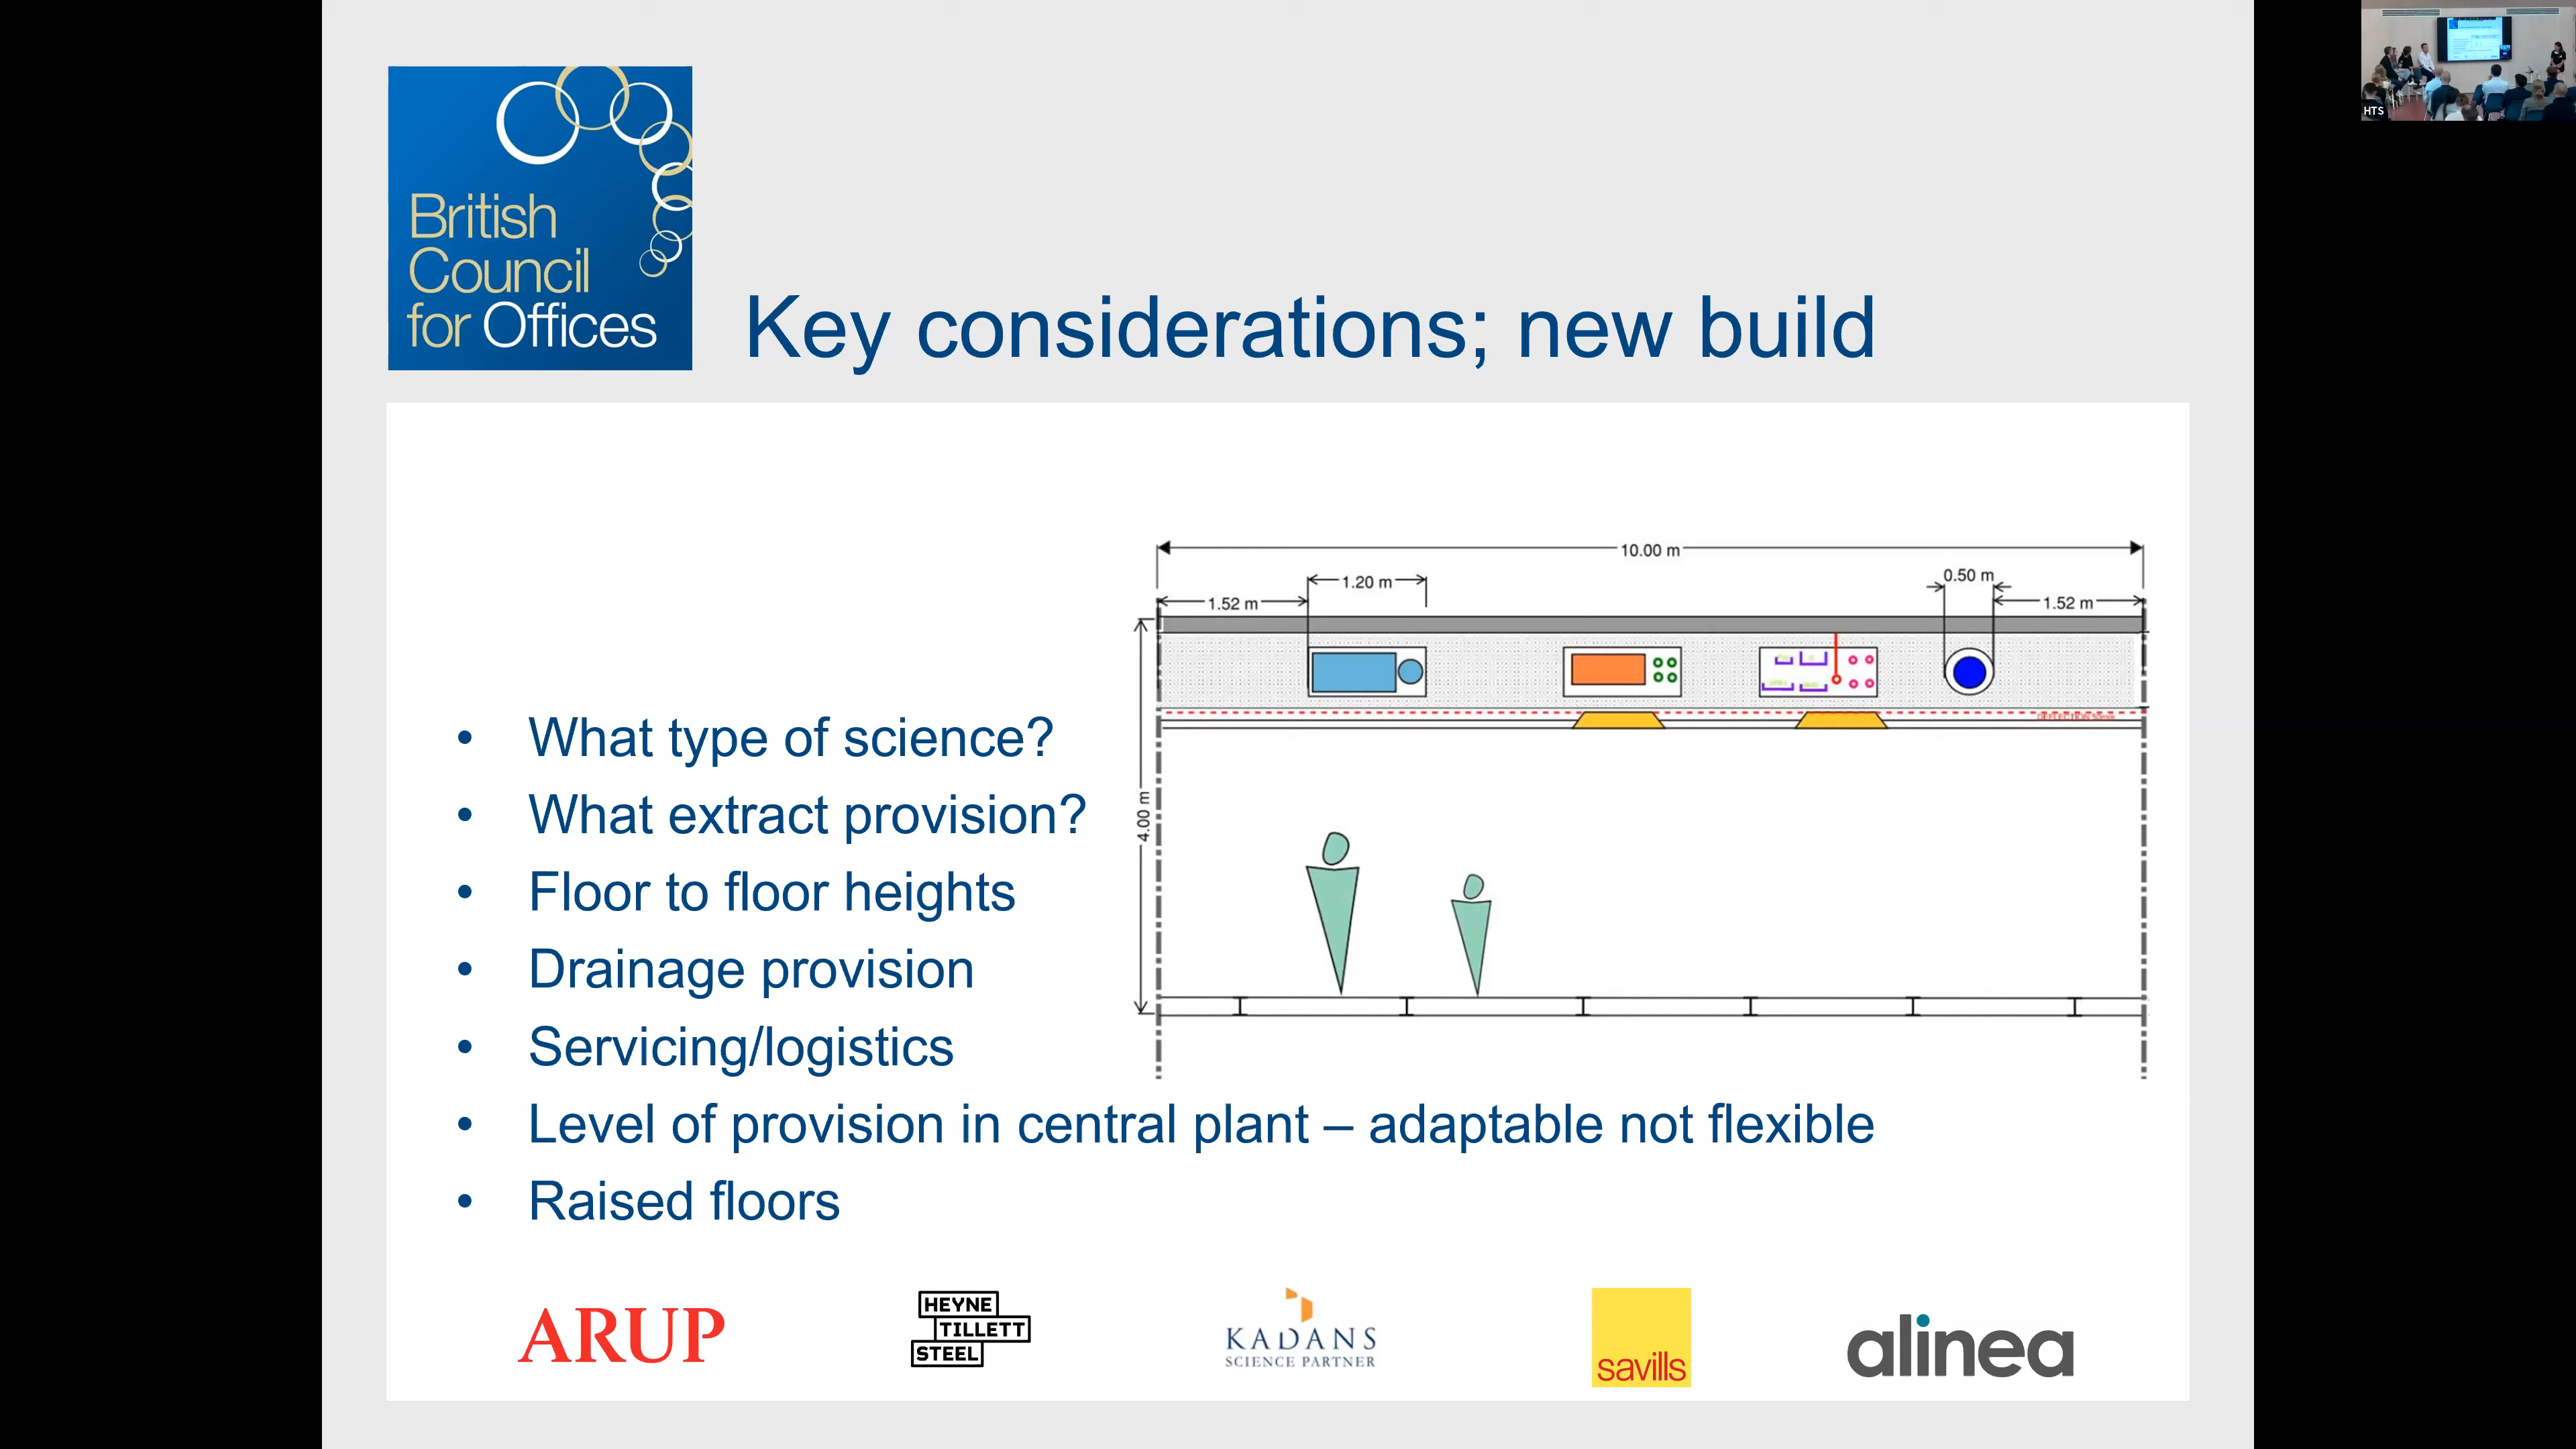 HTS
British
Council
for Offices
Key considerations; new build
10.00 m
1.20 m
0.50 m
1.52 m
1.52 m
4.00 m
DEFLECTION 50mm
• What type of science?
• What extract provision?
• Floor to floor heights
• Drainage provision
• Servicing/logistics
• Level of provision in central plant – adaptable not flexible
• Raised floors
ARUP
HEYNE
TILLETT
STEEL
KADANS
SCIENCE PARTNER
savills
alinea